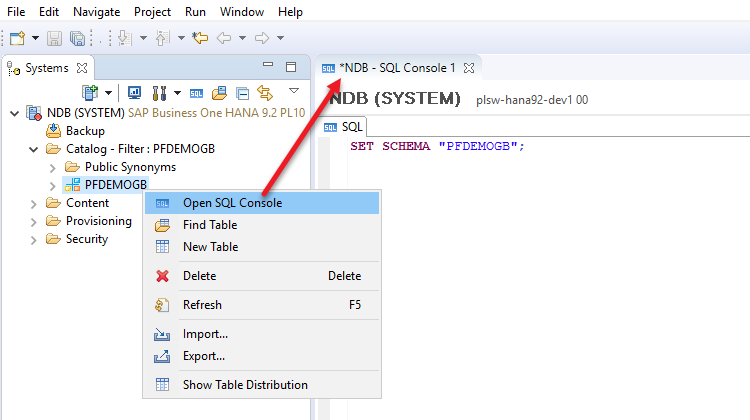 File Edit Navigate Project Run Window Help
Systems
NDB (SYSTEM) SAP Business One HANA 9.2 PL10
Backup
Catalog - Filter : PFDEMOGB
Public Synonyms
PFDEMOGB
Content
Provisioning
Security
SQL Open SQL Console
Find Table
New Table
Delete Delete
Refresh F5
Import...
Export...
Show Table Distribution
SQL *NDB - SQL Console 1
NDB (SYSTEM) plsw-hana92-dev1 00
SQL SQL
SET SCHEMA "PFDEMOGB";